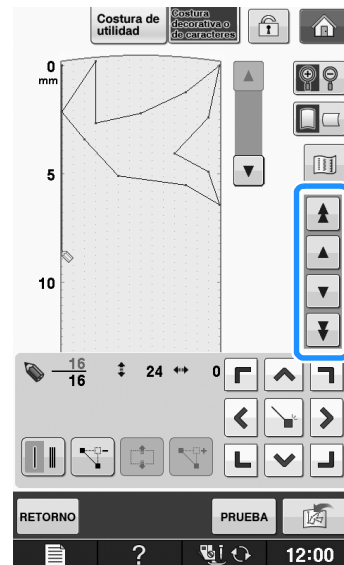 Costura de
utilidad
Costura
decorativa o
de caracteres
0
mm
5
10
16
16
24
0
RETORNO
PRUEBA
?
12:00